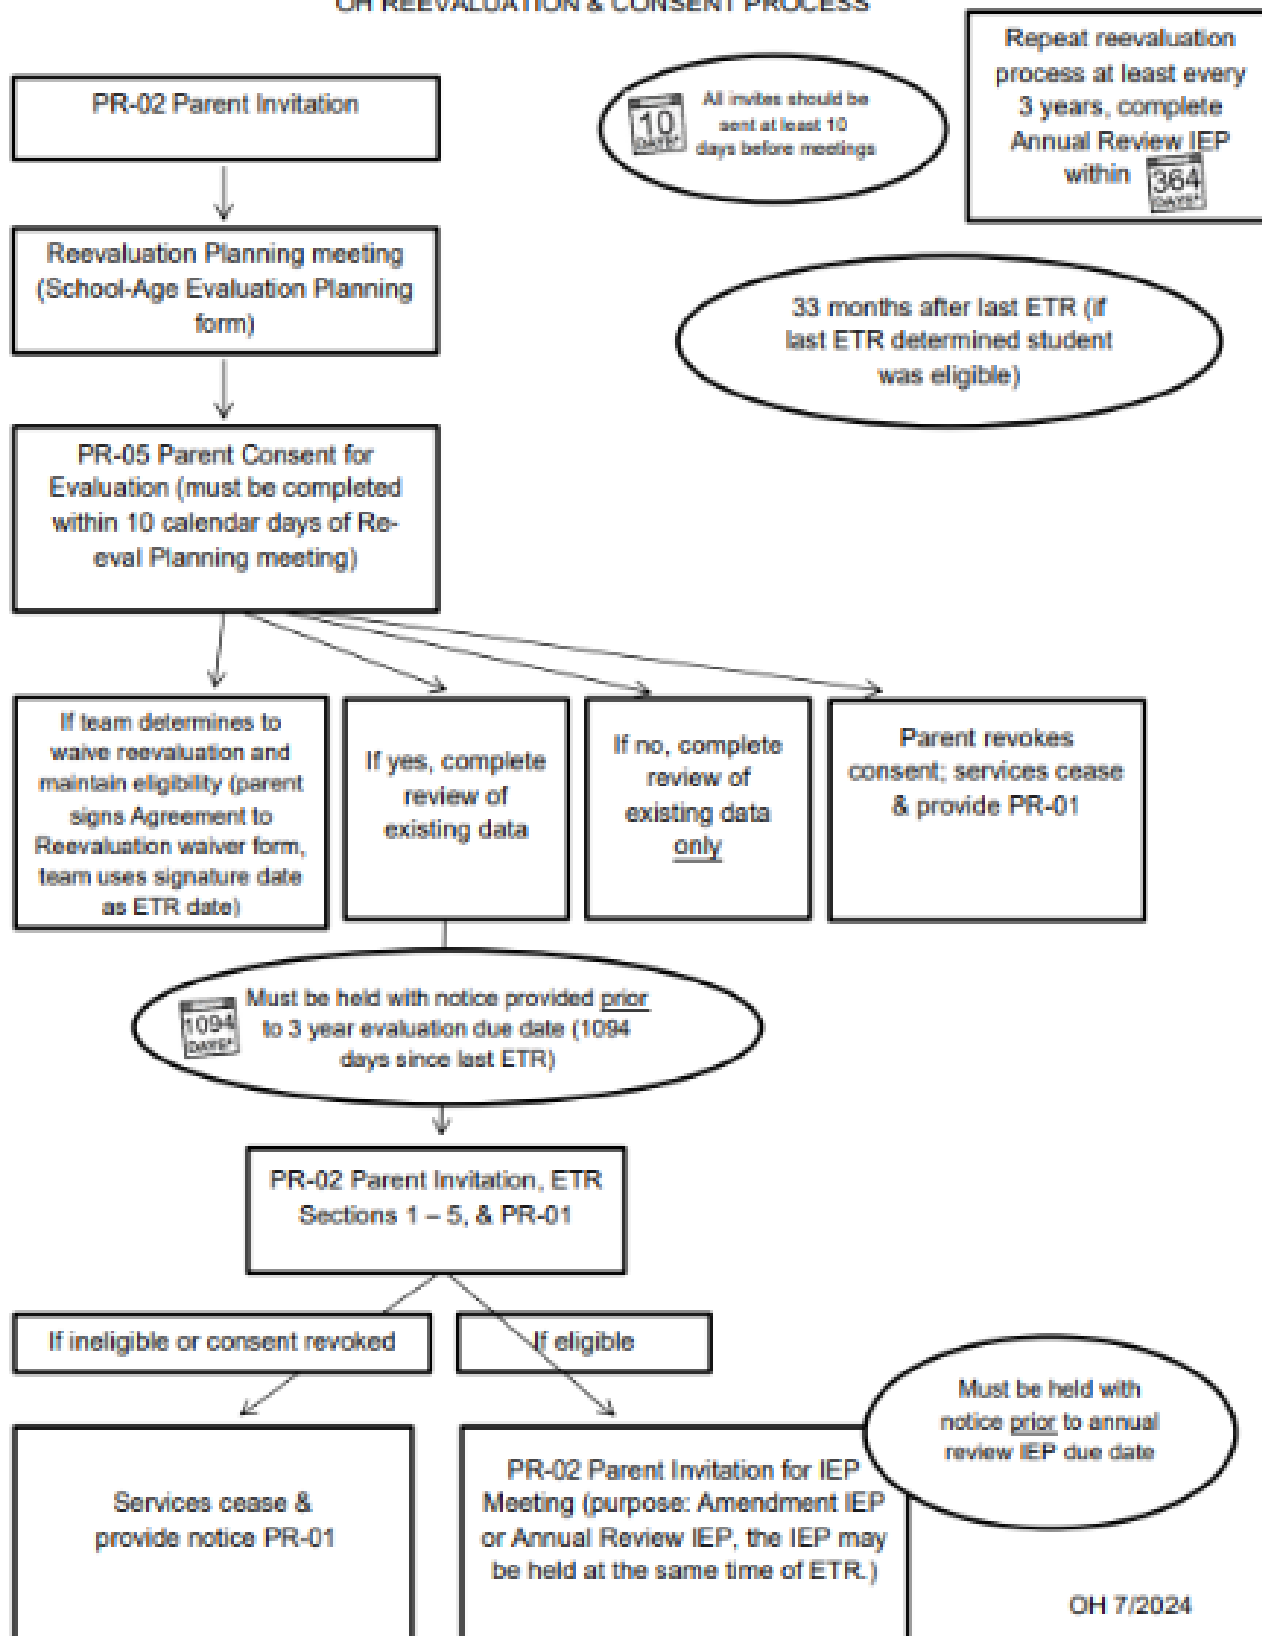 OH REEVALUATION & CONSENT PROCESS
PR-02 Parent Invitation
10
DAYS*
All invites should be
sent at least 10
days before meetings
Repeat reevaluation
process at least every
3 years, complete
Annual Review IEP
within
364
DAYS*
Reevaluation Planning meeting
(School-Age Evaluation Planning
form)
33 months after last ETR (if
last ETR determined student
was eligible)
PR-05 Parent Consent for
Evaluation (must be completed
within 10 calendar days of Re-
eval Planning meeting)
If team determines to
waive reevaluation and
maintain eligibility (parent
signs Agreement to
Reevaluation waiver form,
team uses signature date
as ETR date)
If yes, complete
review of
existing data
If no, complete
review of
existing data
only
Parent revokes
consent; services cease
& provide PR-01
1094
DAYS*
Must be held with notice provided prior
to 3 year evaluation due date (1094
days since last ETR)
PR-02 Parent Invitation, ETR
Sections 1 – 5, & PR-01
If ineligible or consent revoked
If eligible
Services cease &
provide notice PR-01
PR-02 Parent Invitation for IEP
Meeting (purpose: Amendment IEP
or Annual Review IEP, the IEP may
be held at the same time of ETR.)
Must be held with
notice prior to annual
review IEP due date
OH 7/2024